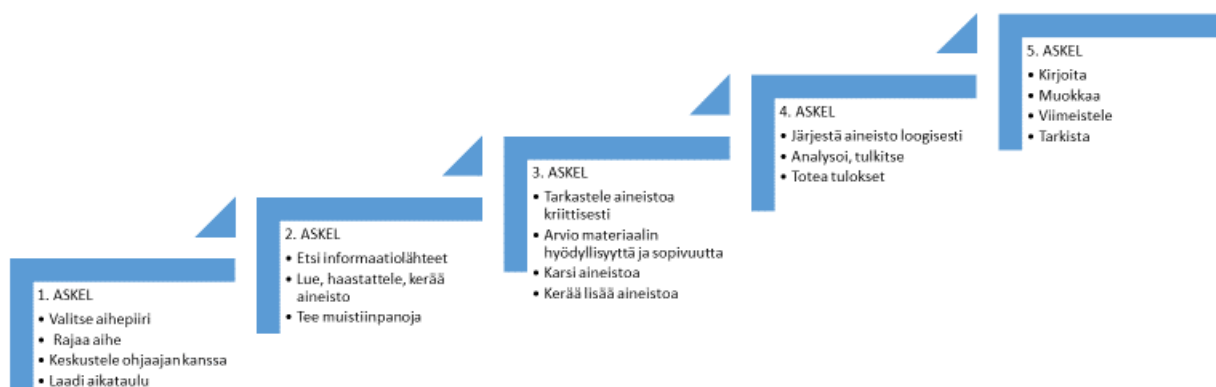 1. ASKEL
• Valitse aihepiiri
• Rajaa aihe
• Keskustele ohjaajan kanssa
• Laadi aikataulu
2. ASKEL
• Etsi informaatiolähteet
• Lue, haastattele, kerää
aineisto
• Tee muistiinpanoja
3. ASKEL
• Tarkastele aineistoa
kriittisesti
• Arvio materiaalin
hyödyllisyyttä ja sopivuutta
• Karsi aineistoa
• Kerää lisää aineistoa
4. ASKEL
• Järjestä aineisto loogisesti
• Analysoi, tulkitse
• Totea tulokset
5. ASKEL
• Kirjoita
• Muokkaa
• Viimeistele
• Tarkista